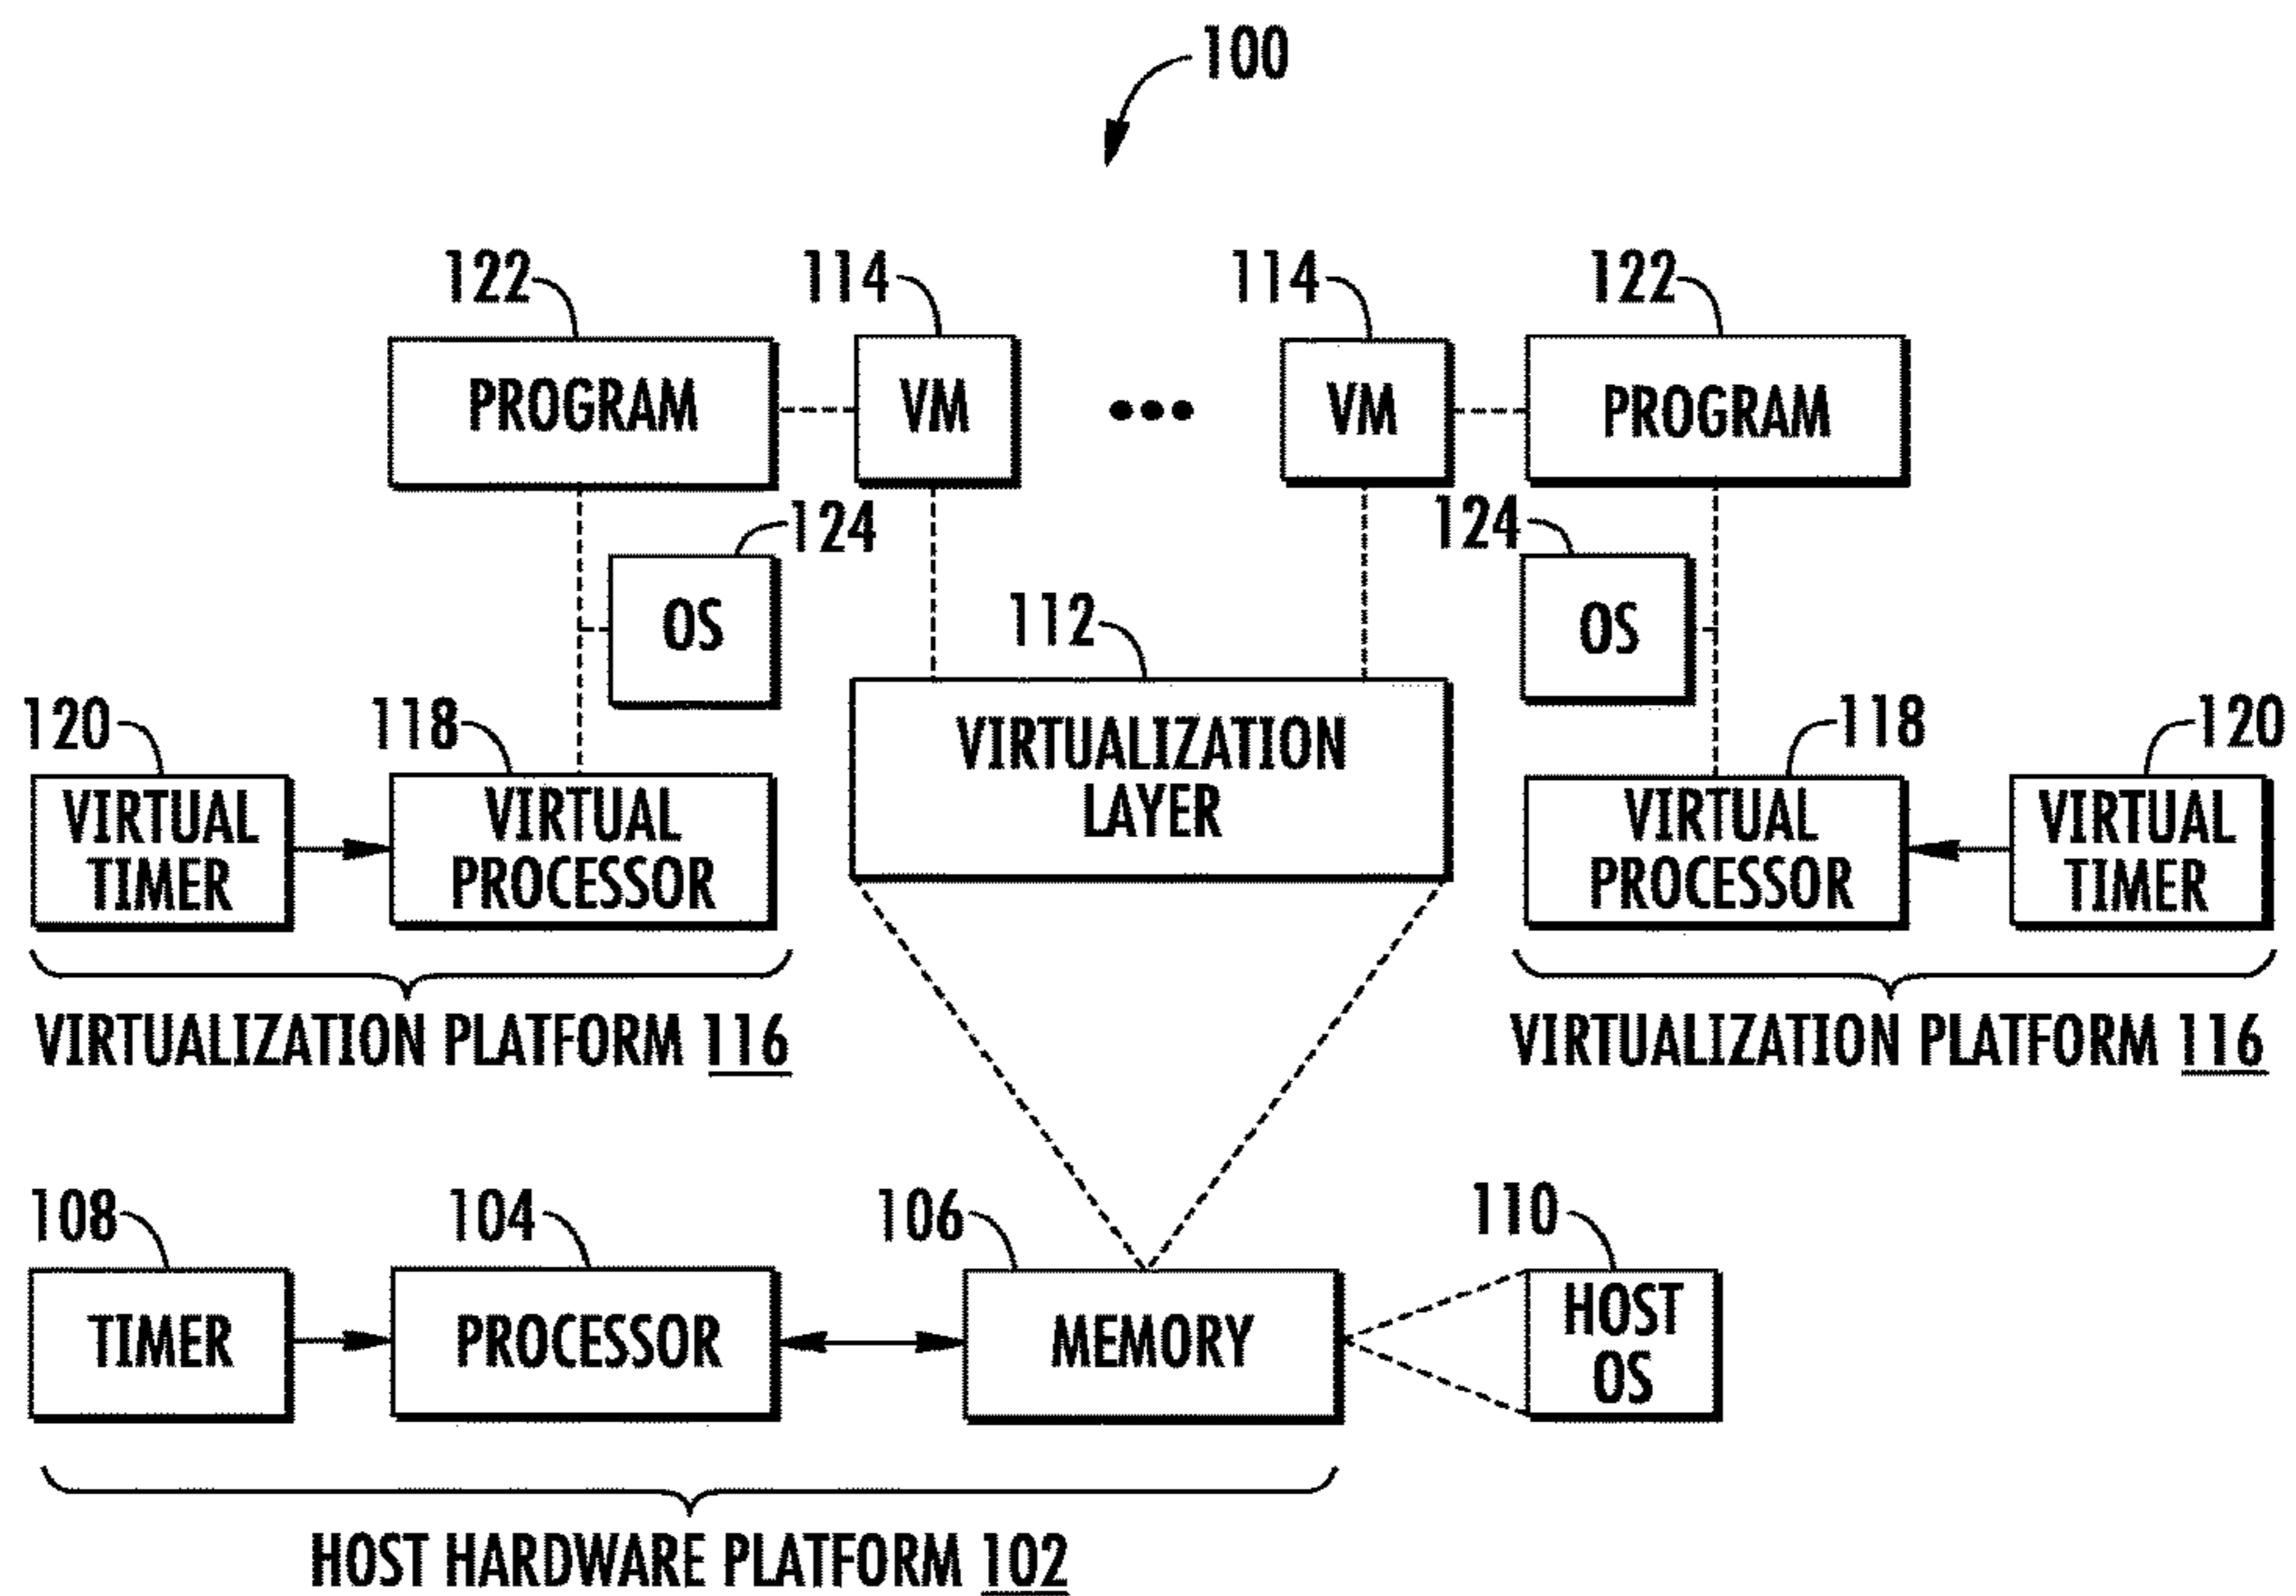 100
122 114 114 122
PROGRAM VM VM PROGRAM
124 124
OS OS
112
120 118 118 120
VIRTUALIZATION
LAYER
VIRTUAL
TIMER
VIRTUAL
PROCESSOR
VIRTUAL
PROCESSOR
VIRTUAL
TIMER
VIRTUALIZATION PLATFORM 116
VIRTUALIZATION PLATFORM 116
108 104 106 110
TIMER PROCESSOR MEMORY
HOST
OS
HOST HARDWARE PLATFORM 102